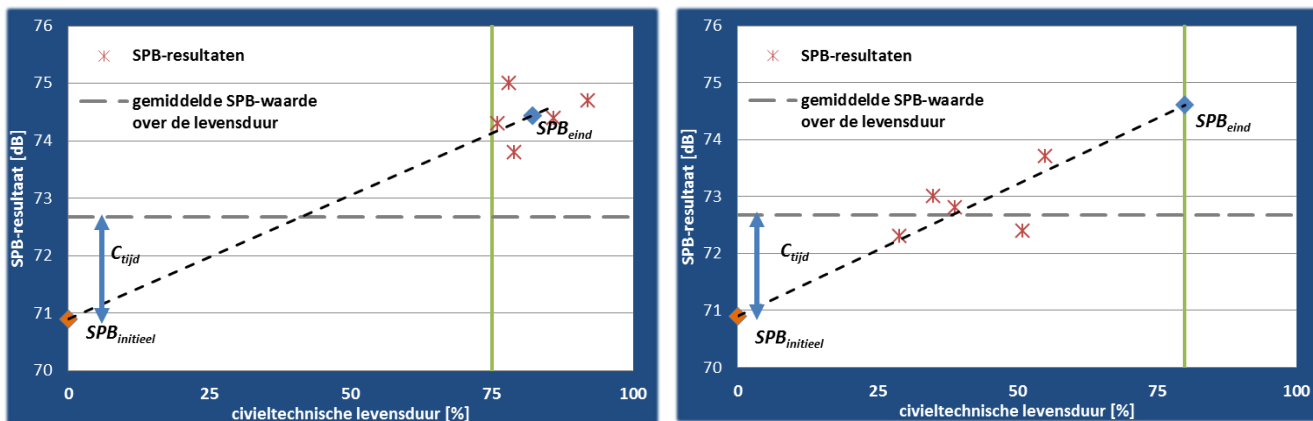 76
75
74
73
72
71
70
SPB-resultaat [dB]
SPB-resultaten
gemiddelde SPB-waarde
over de levensduur
SPBeind
Ctijd
SPBinitieel
0
25
50
75
100
civieltechnische levensduur [%]
76
75
74
73
72
71
70
SPB-resultaat [dB]
SPB-resultaten
gemiddelde SPB-waarde
over de levensduur
SPBeind
Ctijd
SPBinitieel
0
25
50
75
100
civieltechnische levensduur [%]